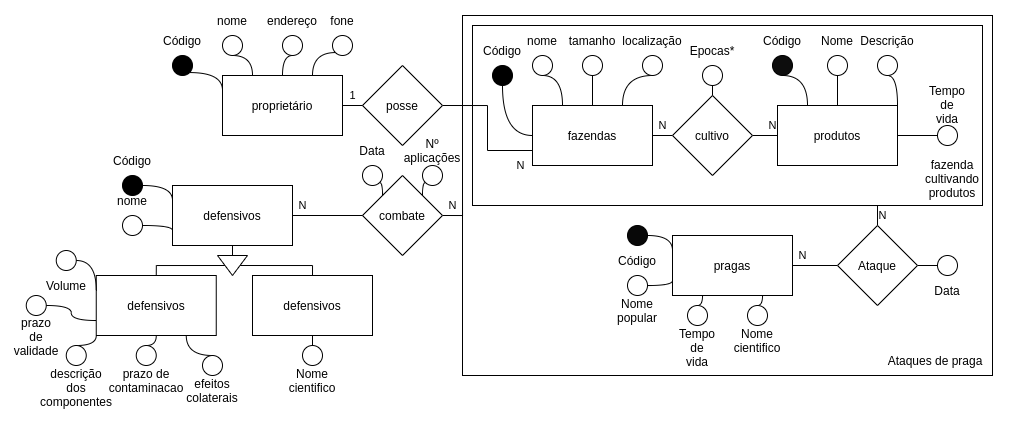 nome
endereço
fone
Código
proprietário
1
posse
Código
nome
tamanho
localização
Epocas*
Código
Nome
Descrição
fazendas
N
cultivo
N
produtos
N
Tempo
de
vida
fazenda
cultivando
produtos
Código
nome
defensivos
N
Data
Nº
aplicações
combate
N
Volume
prazo
de
validade
defensivos
defensivos
descrição
dos
componentes
prazo de
contaminacao
efeitos
colaterais
Nome
cientifico
N
Código
Nome
popular
pragas
N
Ataque
Data
Tempo
de
vida
Nome
cientifico
Ataques de praga